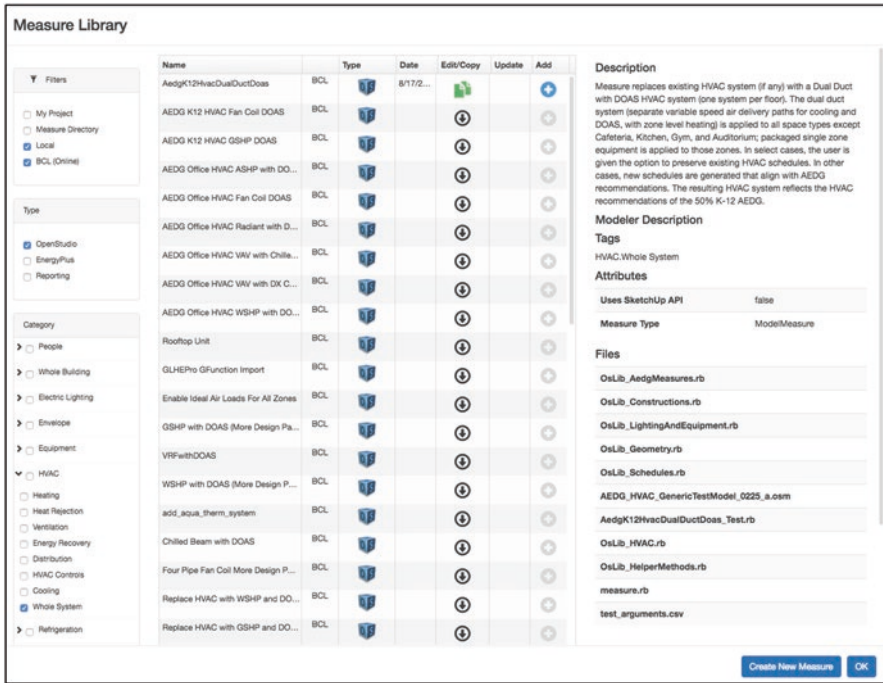 Measure Library
Filters
My Project
Measure Directory
Local
BCL (Online)
Type
OpenStudio
EnergyPlus
Reporting
Category
People
Whole Building
Electric Lighting
Envelope
Equipment
HVAC
Heating
Heat Rejection
Ventilation
Energy Recovery
Distribution
HVAC Controls
Cooling
Whole System
Refrigeration
Name Type Date Edit/Copy Update Add
AedgK12HvacDualDuctDoas BCL 8/17/2...
AEDG K12 HVAC Fan Coil DOAS BCL
AEDG K12 HVAC GSHP DOAS BCL
AEDG Office HVAC ASHP with DO... BCL
AEDG Office HVAC Fan Coil DOAS BCL
AEDG Office HVAC Radiant with D... BCL
AEDG Office HVAC VAV with Chille... BCL
AEDG Office HVAC VAV with DX C... BCL
AEDG Office HVAC WSHP with DO... BCL
Rooftop Unit BCL
GLHEPro GFunction Import BCL
Enable Ideal Air Loads For All Zones BCL
GSHP with DOAS (More Design Pa... BCL
VRFwithDOAS BCL
WSHP with DOAS (More Design P... BCL
add_aqua_therm_system BCL
Chilled Beam with DOAS BCL
Four Pipe Fan Coil More Design P... BCL
Replace HVAC with WSHP and DO... BCL
Replace HVAC with GSHP and DO... BCL
Description
Measure replaces existing HVAC system (if any) with a Dual Duct
with DOAS HVAC system (one system per floor). The dual duct
system (separate variable speed air delivery paths for cooling and
DOAS, with zone level heating) is applied to all space types except
Cafeteria, Kitchen, Gym, and Auditorium; packaged single zone
equipment is applied to those zones. In select cases, the user is
given the option to preserve existing HVAC schedules. In other
cases, new schedules are generated that align with AEDG
recommendations. The resulting HVAC system reflects the HVAC
recommendations of the 50% K-12 AEDG.
Modeler Description
Tags
HVAC.Whole System
Attributes
Uses SketchUp API false
Measure Type ModelMeasure
Files
OsLib_AedgMeasures.rb
OsLib_Constructions.rb
OsLib_LightingAndEquipment.rb
OsLib_Geometry.rb
OsLib_Schedules.rb
AEDG_HVAC_GenericTestModel_0225_a.osm
AedgK12HvacDualDuctDoas_Test.rb
OsLib_HVAC.rb
OsLib_HelperMethods.rb
measure.rb
test_arguments.csv
Create New Measure OK